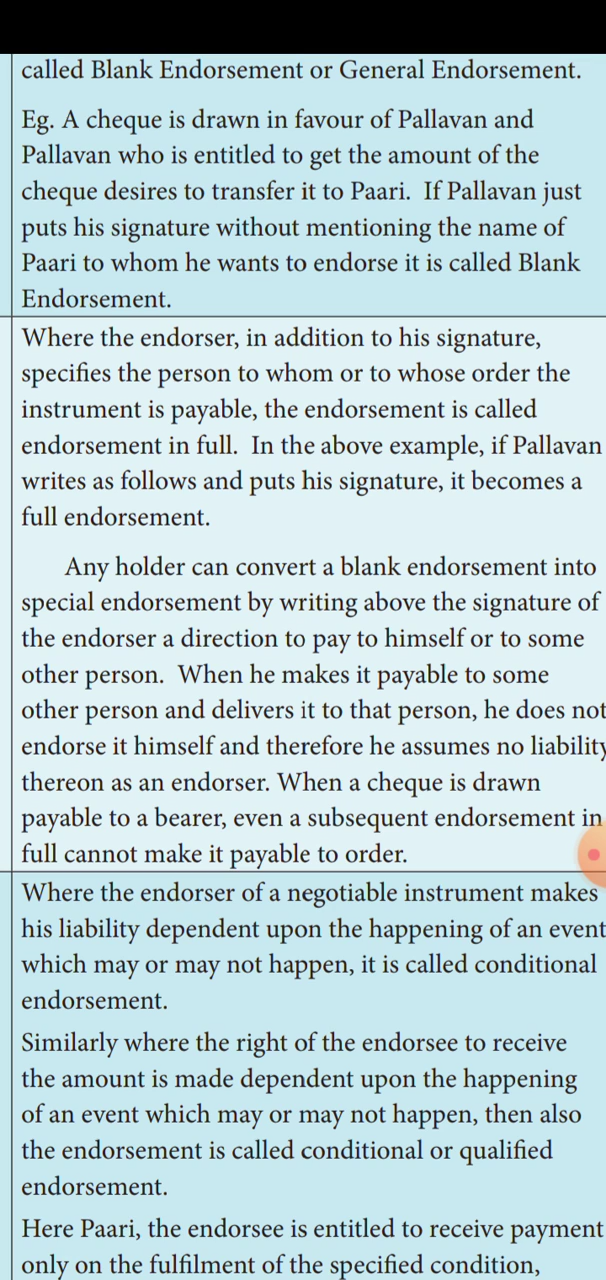 called Blank Endorsement or General Endorsement.
Eg. A cheque is drawn in favour of Pallavan and
Pallavan who is entitled to get the amount of the
cheque desires to transfer it to Paari. If Pallavan just
puts his signature without mentioning the name of
Paari to whom he wants to endorse it is called Blank
Endorsement.
Where the endorser, in addition to his signature,
specifies the person to whom or to whose order the
instrument is payable, the endorsement is called
endorsement in full. In the above example, if Pallavan
writes as follows and puts his signature, it becomes a
full endorsement.
Any holder can convert a blank endorsement into
special endorsement by writing above the signature of
the endorser a direction to pay to himself or to some
other person. When he makes it payable to some
other person and delivers it to that person, he does not
endorse it himself and therefore he assumes no liability
thereon as an endorser. When a cheque is drawn
payable to a bearer, even a subsequent endorsement in
full cannot make it payable to order.
Where the endorser of a negotiable instrument makes
his liability dependent upon the happening of an event
which may or may not happen, it is called conditional
endorsement.
Similarly where the right of the endorsee to receive
the amount is made dependent upon the happening
of an event which may or may not happen, then also
the endorsement is called conditional or qualified
endorsement.
Here Paari, the endorsee is entitled to receive payment
only on the fulfilment of the specified condition,